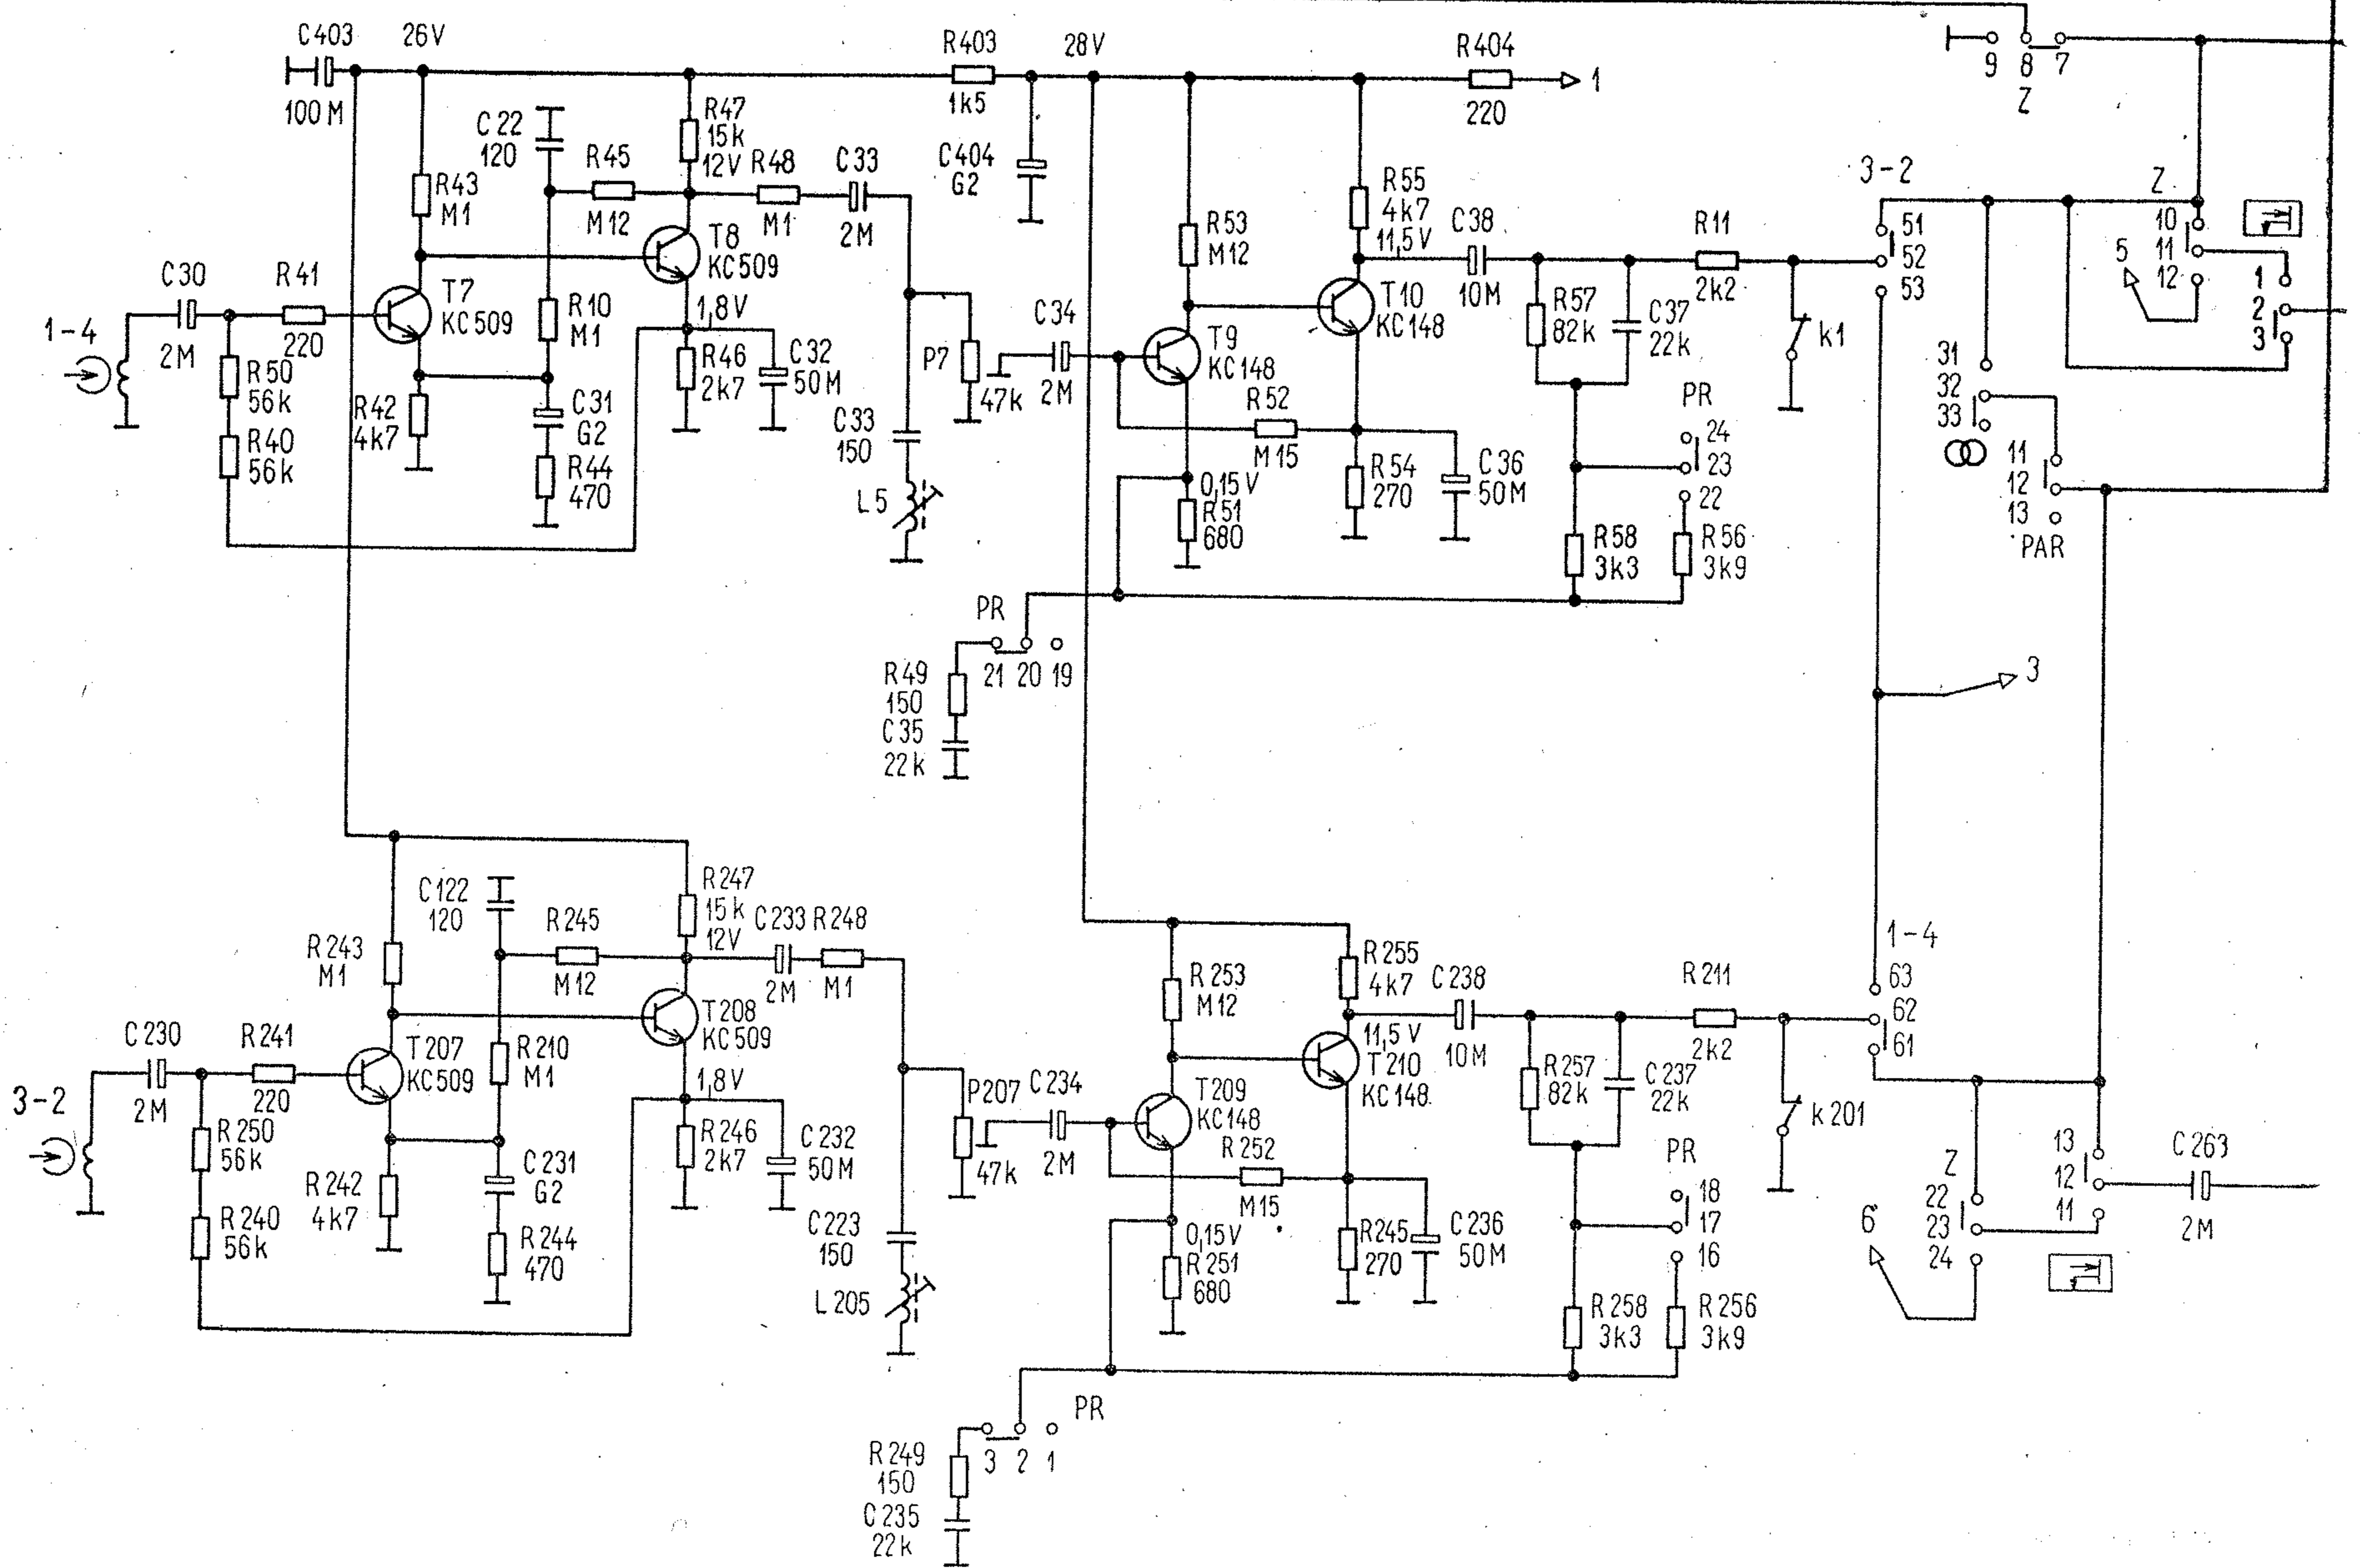 C403
26V
R403
28V
R404
1
9
8
7
Z
100 M
1k5
220
C 22
120
R47
15k
12V
R45
M12
R48
M1
C33
2M
C404
G2
R43
M1
R53
M12
R55
4k7
11,5V
C38
10M
R11
2k2
3-2
51
52
53
Z
10
11
12
5
1
2
3
C30
2M
R41
220
T7
KC509
T8
KC509
R10
M1
1,8V
1-4
R50
56k
R40
56k
R42
4k7
C31
G2
R44
470
R46
2k7
C32
50M
P7
47k
C34
2M
C33
150
L5
T9
KC148
T10
KC148
R52
M15
R57
82k
C37
22k
k1
PR
24
23
22
31
32
33
11
12
13
PAR
0,15V
R51
680
R54
270
C36
50M
R58
3k3
R56
3k9
PR
21 20 19
R49
150
C35
22k
3
C122
120
R247
15k
12V
R245
M12
C233
2M
R248
M1
R243
M1
R253
M12
R255
4k7
C238
10M
11,5V
R211
2k2
1-4
63
62
61
C230
2M
R241
220
T207
KC509
T208
KC509
R210
M1
1,8V
3-2
R250
56k
R240
56k
R242
4k7
C231
G2
R244
470
R246
2k7
C232
50M
P207
47k
C234
2M
C223
150
L205
T209
KC148
T210
KC148
R252
M15
R257
82k
C237
22k
k201
PR
18
17
16
Z
22
23
24
6
13
12
11
C263
2M
0,15V
R251
680
R245
270
C236
50M
R258
3k3
R256
3k9
PR
3 2 1
R249
150
C235
22k